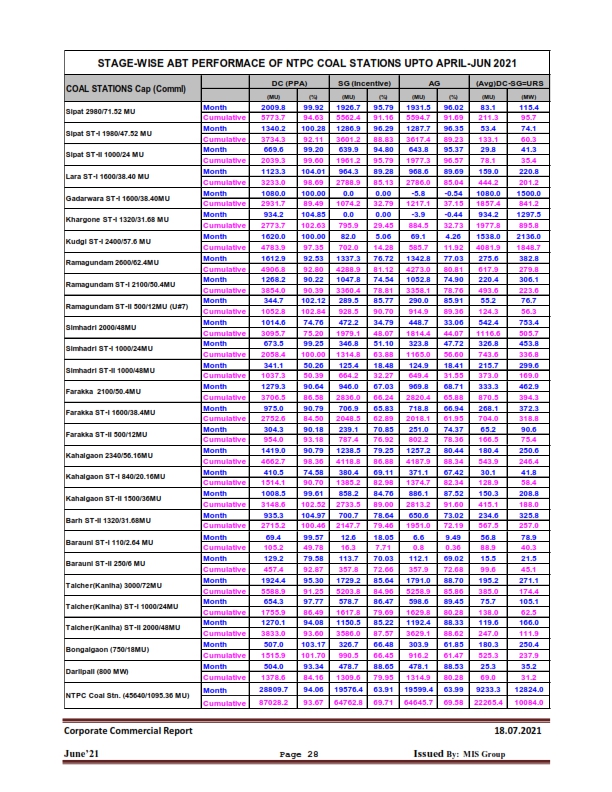 STAGE-WISE ABT PERFORMACE OF NTPC COAL STATIONS UPTO APRIL-JUN 2021
COAL STATIONS Cap (Comml) DC (PPA) SG (Incentive) AG (Avg)DC-SG=URS
(MU) (%) (MU) (%) (MU) (%) (MU) (MW)
Sipat 2980/71.52 MU Month 2009.8 99.92 1926.7 95.79 1931.5 96.02 83.1 115.4
Cumulative 5773.7 94.63 5562.4 91.16 5594.7 91.69 211.3 95.7
Sipat ST-I 1980/47.52 MU Month 1340.2 100.28 1286.9 96.29 1287.7 96.35 53.4 74.1
Cumulative 3734.3 92.11 3601.2 88.83 3617.4 89.23 133.1 60.3
Sipat ST-II 1000/24 MU Month 669.6 99.20 639.9 94.80 643.8 95.37 29.8 41.3
Cumulative 2039.3 99.60 1961.2 95.79 1977.3 96.57 78.1 35.4
Lara ST-I 1600/38.40 MU Month 1123.3 104.01 964.3 89.28 968.6 89.69 159.0 220.8
Cumulative 3233.0 98.69 2788.9 85.13 2786.0 85.04 444.2 201.2
Gadarwara ST-I 1600/38.40MU Month 1080.0 100.00 0.0 0.00 -5.8 -0.54 1080.0 1500.0
Cumulative 2931.7 89.49 1074.2 32.79 1217.1 37.15 1857.4 841.2
Khargone ST-I 1320/31.68 MU Month 934.2 104.85 0.0 0.00 -3.9 -0.44 934.2 1297.5
Cumulative 2773.7 102.63 795.9 29.45 884.5 32.73 1977.8 895.8
Kudgi ST-I 2400/57.6 MU Month 1620.0 100.00 82.0 5.06 69.1 4.26 1538.0 2136.0
Cumulative 4783.9 97.35 702.0 14.28 585.7 11.92 4081.9 1848.7
Ramagundam 2600/62.4MU Month 1612.9 92.53 1337.3 76.72 1342.8 77.03 275.6 382.8
Cumulative 4906.8 92.80 4288.9 81.12 4273.0 80.81 617.9 279.8
Ramagundam ST-I 2100/50.4MU Month 1268.2 90.22 1047.8 74.54 1052.8 74.90 220.4 306.1
Cumulative 3854.0 90.39 3360.4 78.81 3358.1 78.76 493.6 223.6
Ramagundam ST-II 500/12MU (U#7) Month 344.7 102.12 289.5 85.77 290.0 85.91 55.2 76.7
Cumulative 1052.8 102.84 928.5 90.70 914.9 89.36 124.3 56.3
Simhadri 2000/48MU Month 1014.6 74.76 472.2 34.79 448.7 33.06 542.4 753.4
Cumulative 3095.7 75.20 1979.1 48.07 1814.4 44.07 1116.6 505.7
Simhadri ST-I 1000/24MU Month 673.5 99.25 346.8 51.10 323.8 47.72 326.8 453.8
Cumulative 2058.4 100.00 1314.8 63.88 1165.0 56.60 743.6 336.8
Simhadri ST-II 1000/48MU Month 341.1 50.26 125.4 18.48 124.9 18.41 215.7 299.6
Cumulative 1037.3 50.39 664.2 32.27 649.4 31.55 373.0 169.0
Farakka 2100/50.4MU Month 1279.3 90.64 946.0 67.03 969.8 68.71 333.3 462.9
Cumulative 3706.5 86.58 2836.0 66.24 2820.4 65.88 870.5 394.3
Farakka ST-I 1600/38.4MU Month 975.0 90.79 706.9 65.83 718.8 66.94 268.1 372.3
Cumulative 2752.6 84.50 2048.5 62.89 2018.1 61.95 704.0 318.8
Farakka ST-II 500/12MU Month 304.3 90.18 239.1 70.85 251.0 74.37 65.2 90.6
Cumulative 954.0 93.18 787.4 76.92 802.2 78.36 166.5 75.4
Kahalgaon 2340/56.16MU Month 1419.0 90.79 1238.5 79.25 1257.2 80.44 180.4 250.6
Cumulative 4662.7 98.36 4118.8 86.88 4187.9 88.34 543.9 246.4
Kahalgaon ST-I 840/20.16MU Month 410.5 74.58 380.4 69.11 371.1 67.42 30.1 41.8
Cumulative 1514.1 90.70 1385.2 82.98 1374.7 82.34 128.9 58.4
Kahalgaon ST-II 1500/36MU Month 1008.5 99.61 858.2 84.76 886.1 87.52 150.3 208.8
Cumulative 3148.6 102.52 2733.5 89.00 2813.2 91.60 415.1 188.0
Barh ST-II 1320/31.68MU Month 935.3 104.97 700.7 78.64 650.6 73.02 234.6 325.8
Cumulative 2715.2 100.46 2147.7 79.46 1951.0 72.19 567.5 257.0
Barauni ST-I 110/2.64 MU Month 69.4 99.57 12.6 18.05 6.6 9.49 56.8 78.9
Cumulative 105.2 49.78 16.3 7.71 0.8 0.36 88.9 40.3
Barauni ST-II 250/6 MU Month 129.2 79.58 113.7 70.03 112.1 69.02 15.5 21.5
Cumulative 457.4 92.87 357.8 72.66 357.9 72.68 99.6 45.1
Talcher(Kaniha) 3000/72MU Month 1924.4 95.30 1729.2 85.64 1791.0 88.70 195.2 271.1
Cumulative 5588.9 91.25 5203.8 84.96 5258.9 85.86 385.0 174.4
Talcher(Kaniha) ST-I 1000/24MU Month 654.3 97.77 578.7 86.47 598.6 89.45 75.7 105.1
Cumulative 1755.9 86.49 1617.8 79.69 1629.8 80.28 138.0 62.5
Talcher(Kaniha) ST-II 2000/48MU Month 1270.1 94.08 1150.5 85.22 1192.4 88.33 119.6 166.0
Cumulative 3833.0 93.60 3586.0 87.57 3629.1 88.62 247.0 111.9
Bongaigaon (750/18MU) Month 507.0 103.17 326.7 66.48 303.9 61.85 180.3 250.4
Cumulative 1515.9 101.70 990.5 66.45 916.2 61.47 525.3 237.9
Darlipali (800 MW) Month 504.0 93.34 478.7 88.65 478.1 88.53 25.3 35.2
Cumulative 1378.6 84.16 1309.6 79.95 1314.9 80.28 69.0 31.2
NTPC Coal Stn. (45640/1095.36 MU) Month 28809.7 94.06 19576.4 63.91 19599.4 63.99 9233.3 12824.0
Cumulative 87028.2 93.67 64762.8 69.71 64645.7 69.58 22265.4 10084.0
Corporate Commercial Report 18.07.2021
June'21 Page 28 Issued By: MIS Group